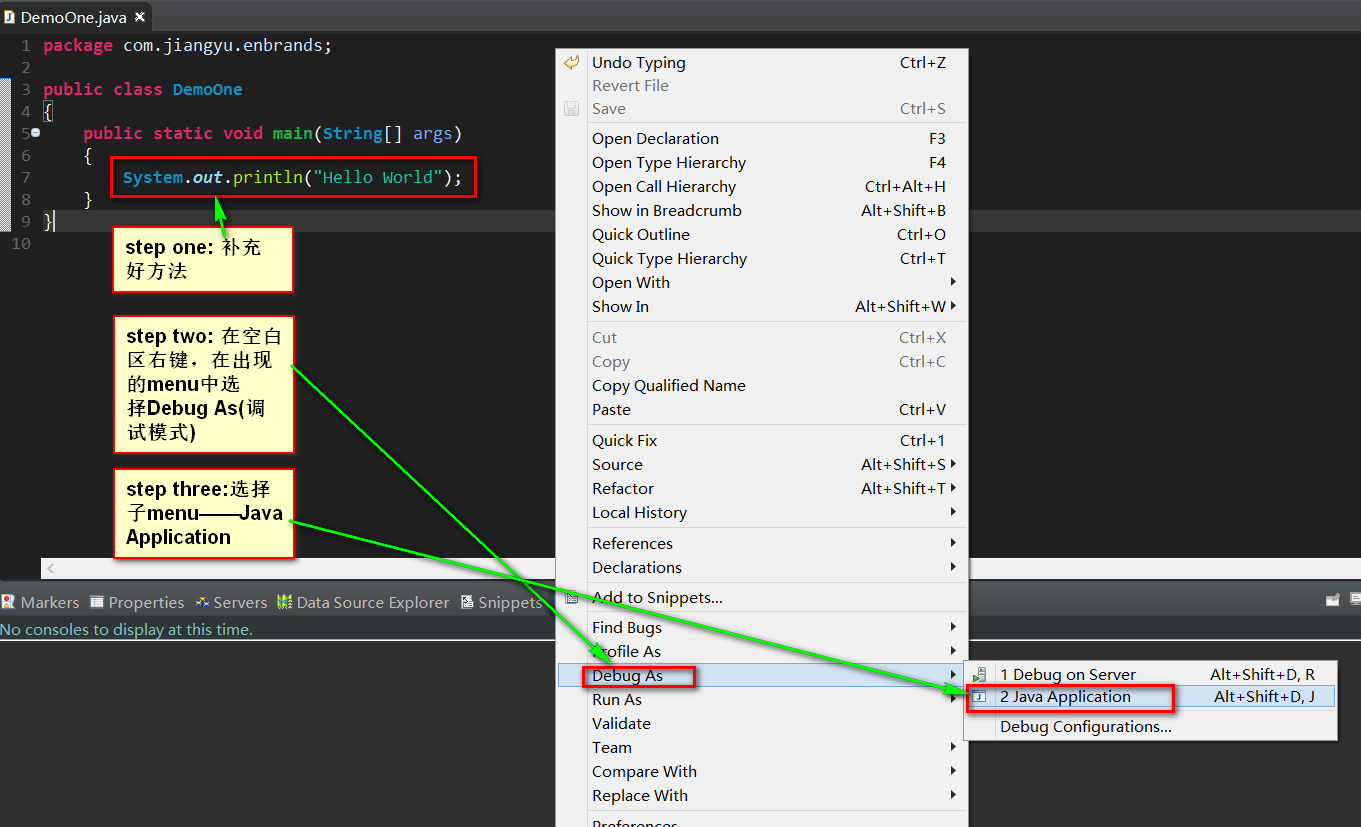 DemoOne.java
1 package com.jiangyu.enbrands;
2
3 public class DemoOne
4 {
5 public static void main(String[] args)
6 {
7 System.out.println("Hello World");
8 }
9 }
10
step one: 补充
好方法
step two: 在空白
区右键，在出现
的menu中选
择Debug As(调
试模式)
step three:选择
子menu——Java
Application
Undo Typing Ctrl+Z
Revert File
Save Ctrl+S
Open Declaration F3
Open Type Hierarchy F4
Open Call Hierarchy Ctrl+Alt+H
Show in Breadcrumb Alt+Shift+B
Quick Outline Ctrl+O
Quick Type Hierarchy Ctrl+T
Open With
Show In Alt+Shift+W
Cut Ctrl+X
Copy Ctrl+C
Copy Qualified Name
Paste Ctrl+V
Quick Fix Ctrl+1
Source Alt+Shift+S
Refactor Alt+Shift+T
Local History
References
Declarations
Add to Snippets...
Find Bugs
Profile As
Debug As
Run As
Validate
Team
Compare With
Replace With
Preferences
1 Debug on Server Alt+Shift+D, R
2 Java Application Alt+Shift+D, J
Debug Configurations...
Markers Properties Servers Data Source Explorer Snippets
No consoles to display at this time.